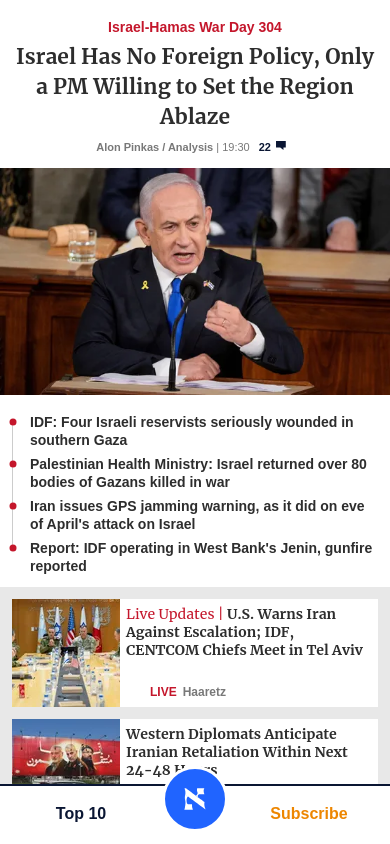 Israel-Hamas War Day 304
Israel Has No Foreign Policy, Only
a PM Willing to Set the Region
Ablaze
Alon Pinkas / Analysis | 19:30 22
IDF: Four Israeli reservists seriously wounded in
southern Gaza
Palestinian Health Ministry: Israel returned over 80
bodies of Gazans killed in war
Iran issues GPS jamming warning, as it did on eve
of April's attack on Israel
Report: IDF operating in West Bank's Jenin, gunfire
reported
Live Updates | U.S. Warns Iran
Against Escalation; IDF,
CENTCOM Chiefs Meet in Tel Aviv
LIVE Haaretz
Western Diplomats Anticipate
Iranian Retaliation Within Next
24-48 Hours
Top 10
Subscribe